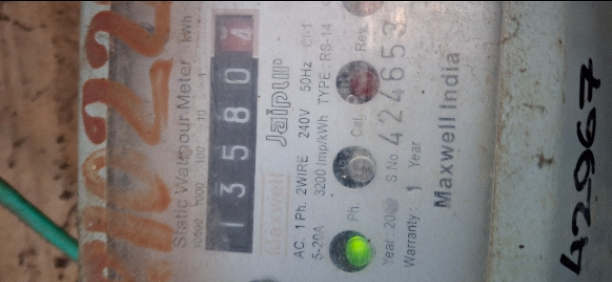 21022
Static Watthour Meter kWh
10000 1000 100 10 1
1 3 5 8 0 4
Maxwell Jaipur
AC. 1 Ph. 2WIRE 240V 50Hz Cl-1
5-20A 3200 Imp/kWh TYPE: RS-14
Ph. Cal. Rev.
Year: 20 S.No 424653
Warranty: 1 Year
Maxwell India
42967